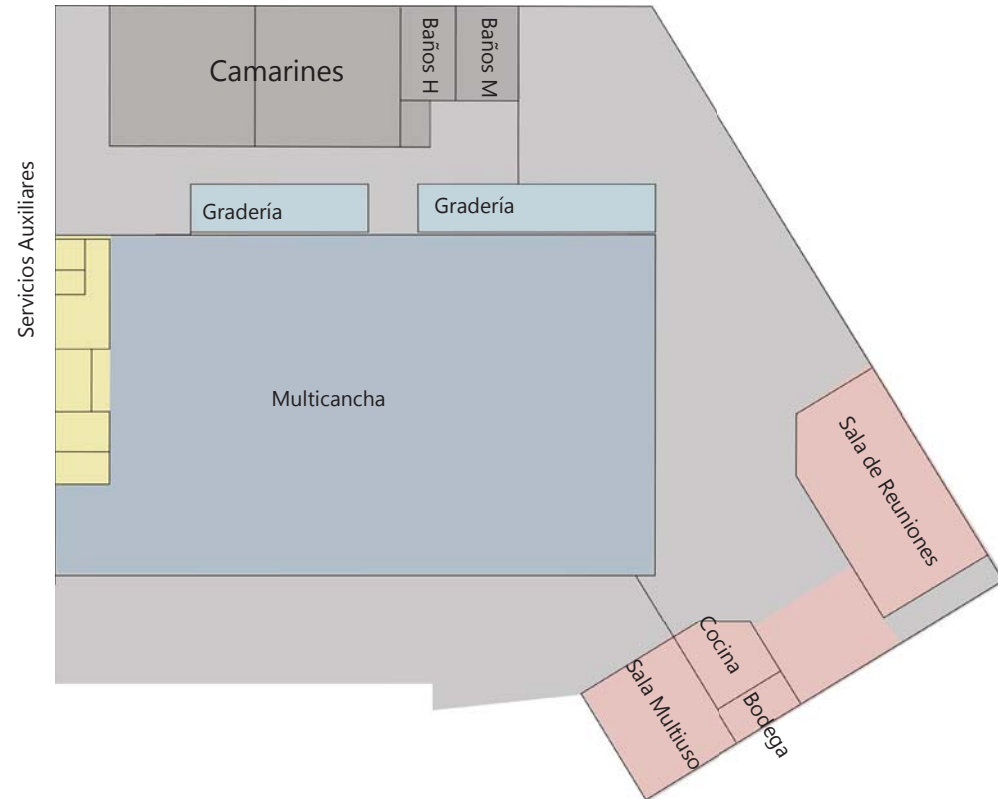 Camarines
Baños H
Baños M
Servicios Auxiliares
Gradería
Gradería
Multicancha
Sala de Reuniones
Cocina
Sala Multiuso
Bodega